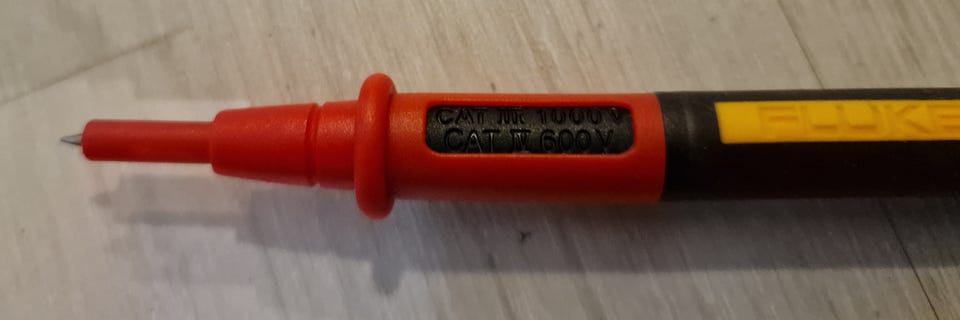 CAT III 1000 V
CAT IV 600 V
FLUKE